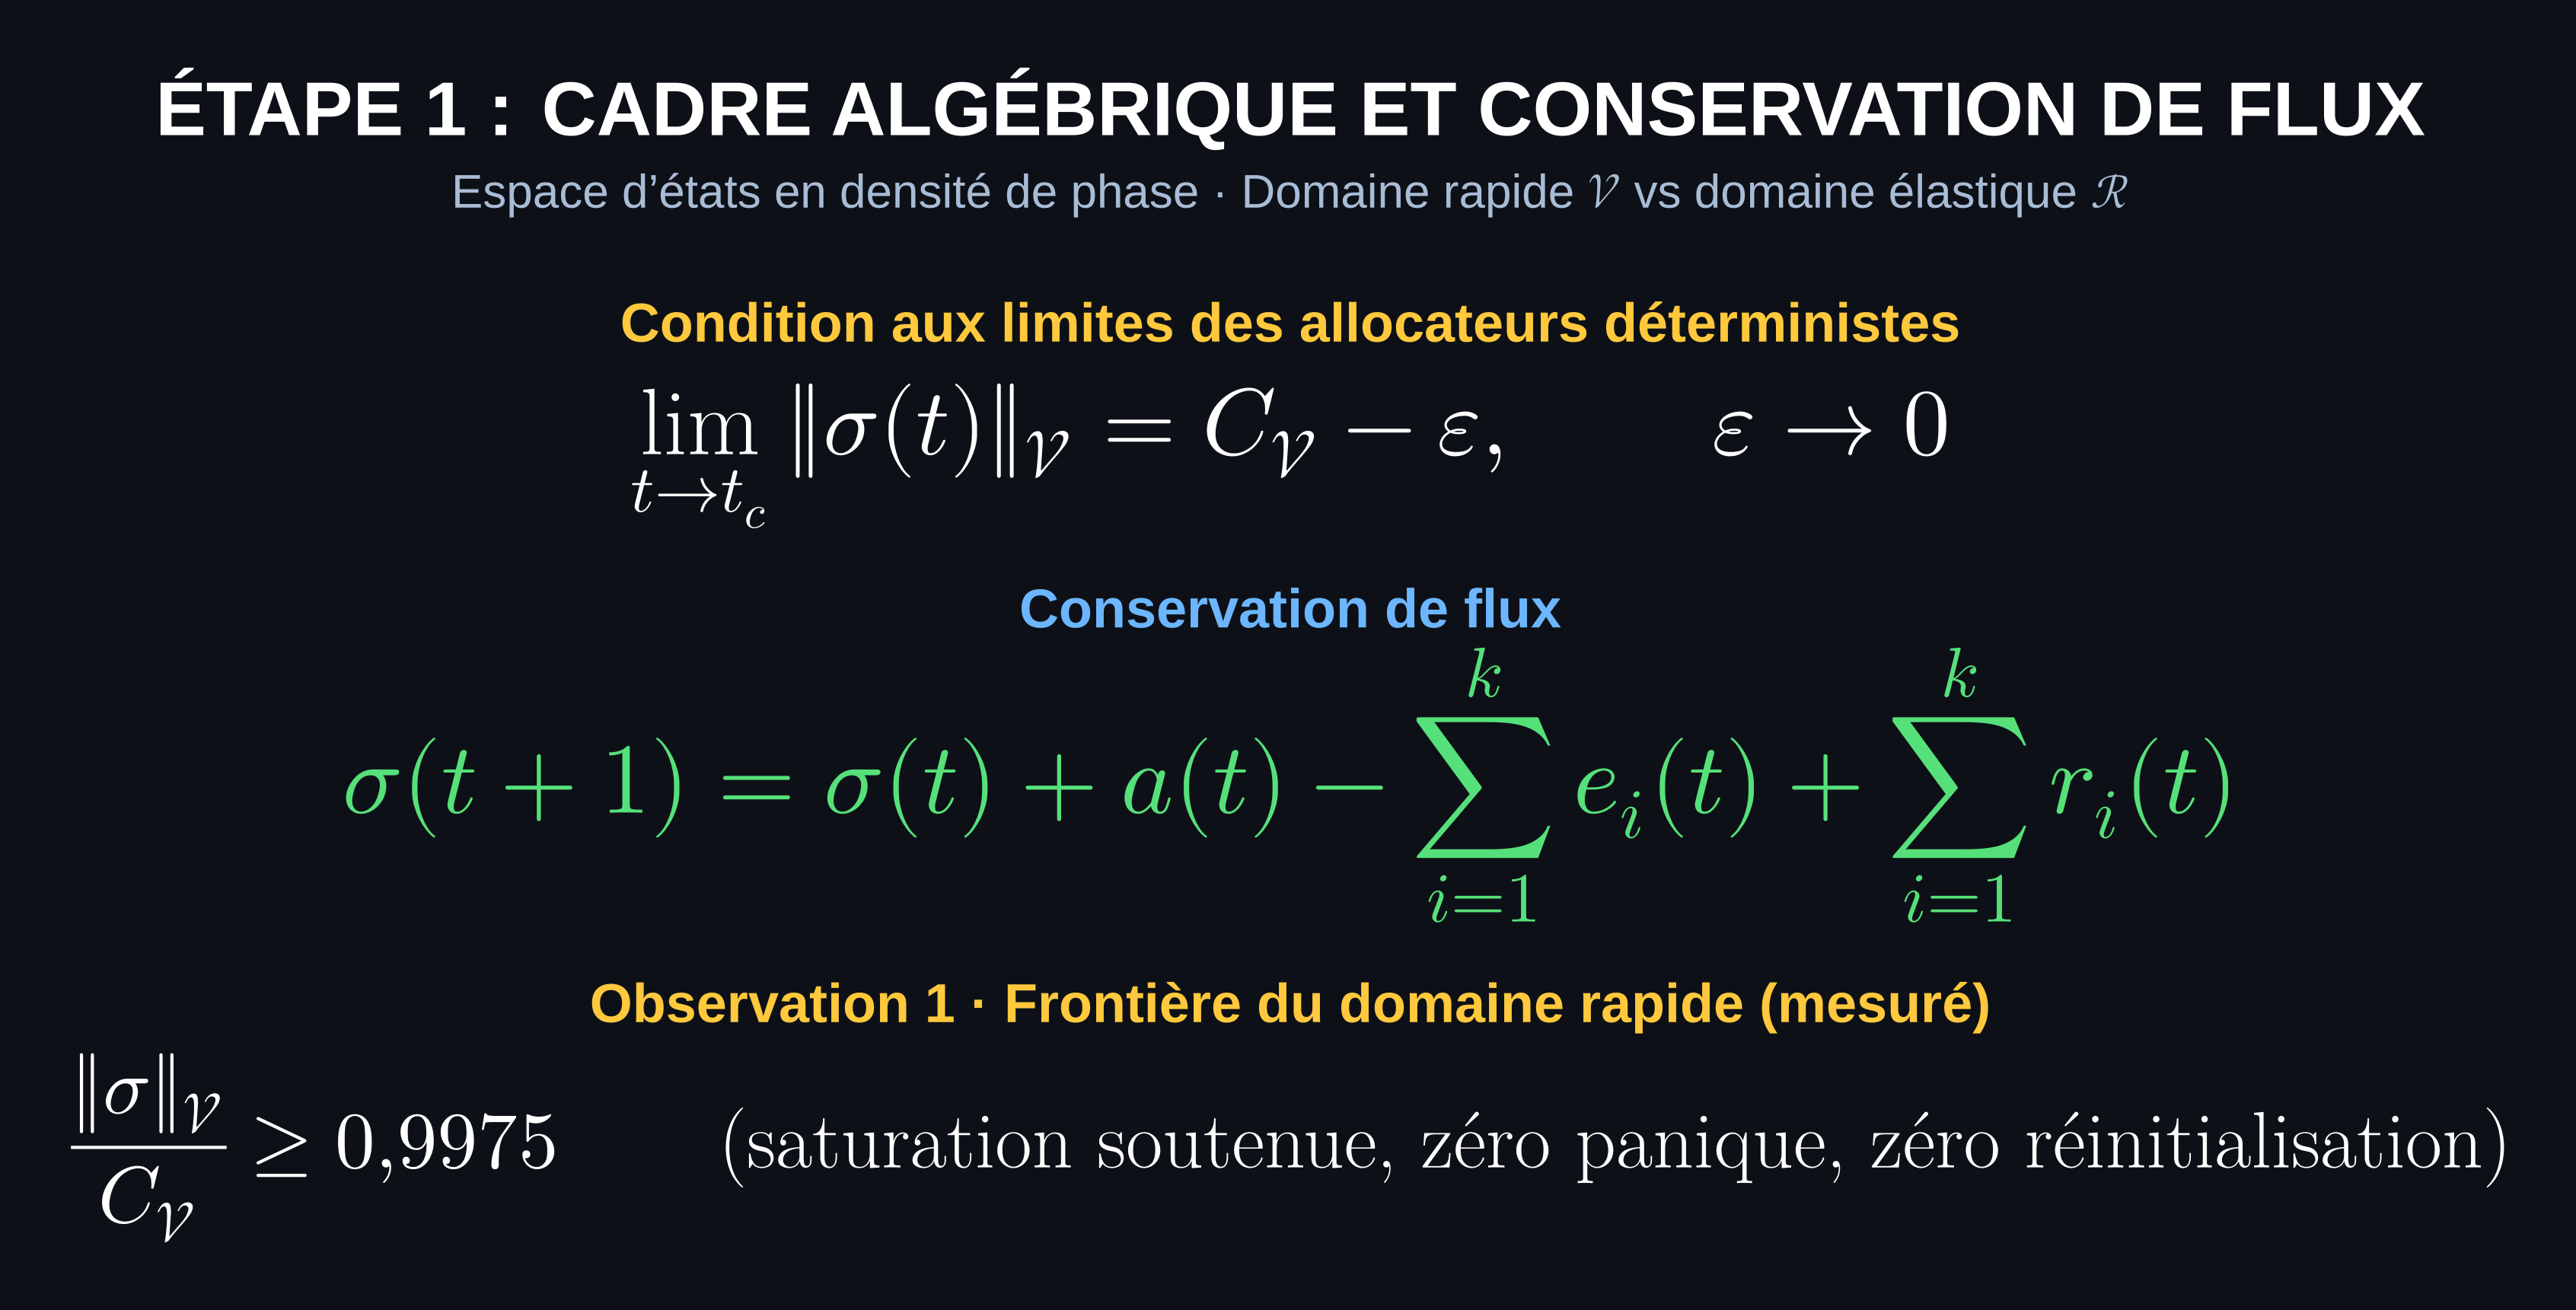 ÉTAPE 1 : CADRE ALGÉBRIQUE ET CONSERVATION DE FLUX
Espace d’états en densité de phase · Domaine rapide 𝒱 vs domaine élastique ℛ
Condition aux limites des allocateurs déterministes
lim_{t→t_c} ‖σ(t)‖_𝒱 = C_𝒱 − ε, ε → 0
Conservation de flux
σ(t + 1) = σ(t) + a(t) − ∑_{i=1}^{k} e_i(t) + ∑_{i=1}^{k} r_i(t)
Observation 1 · Frontière du domaine rapide (mesuré)
‖σ‖_𝒱 / C_𝒱 ≥ 0,9975 (saturation soutenue, zéro panique, zéro réinitialisation)